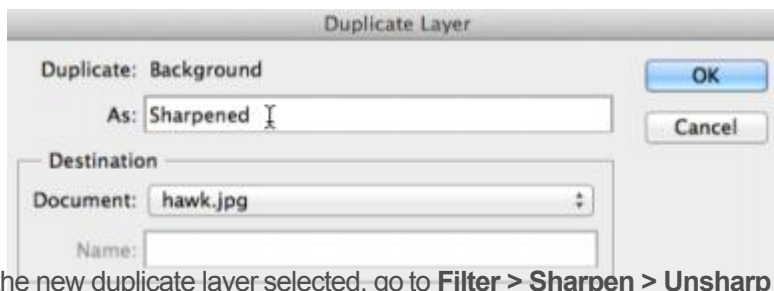 Duplicate Layer
Duplicate: Background
OK
As: Sharpened
Cancel
Destination
Document: hawk.jpg
Name:
he new duplicate layer selected, go to Filter > Sharpen > Unsharp